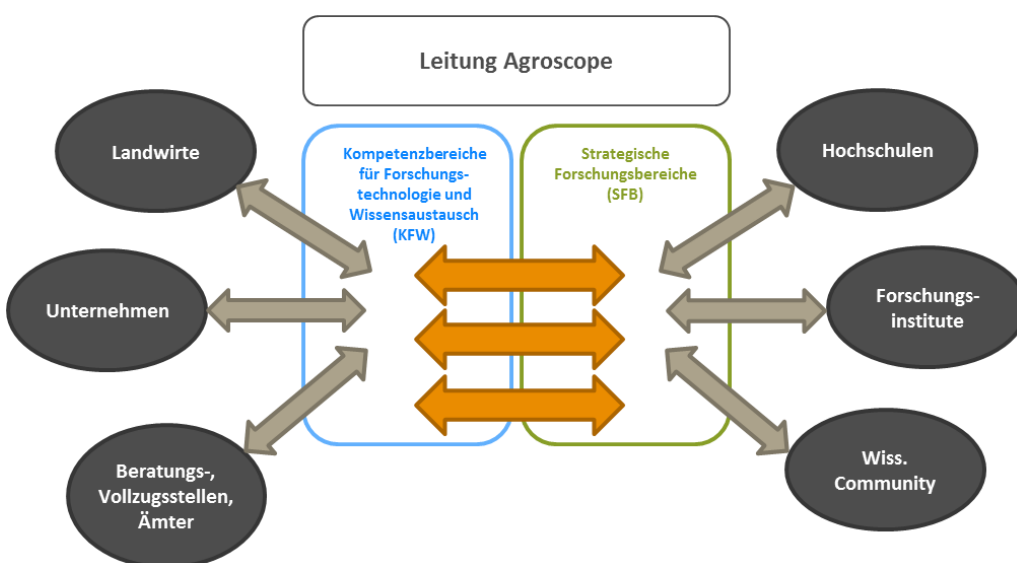 Leitung Agroscope
Landwirte
Unternehmen
Beratungs-,
Vollzugsstellen,
Ämter
Kompetenzbereiche
für Forschungs-
technologie und
Wissensaustausch
(KFW)
Strategische
Forschungsbereiche
(SFB)
Hochschulen
Forschungs-
institute
Wiss.
Community